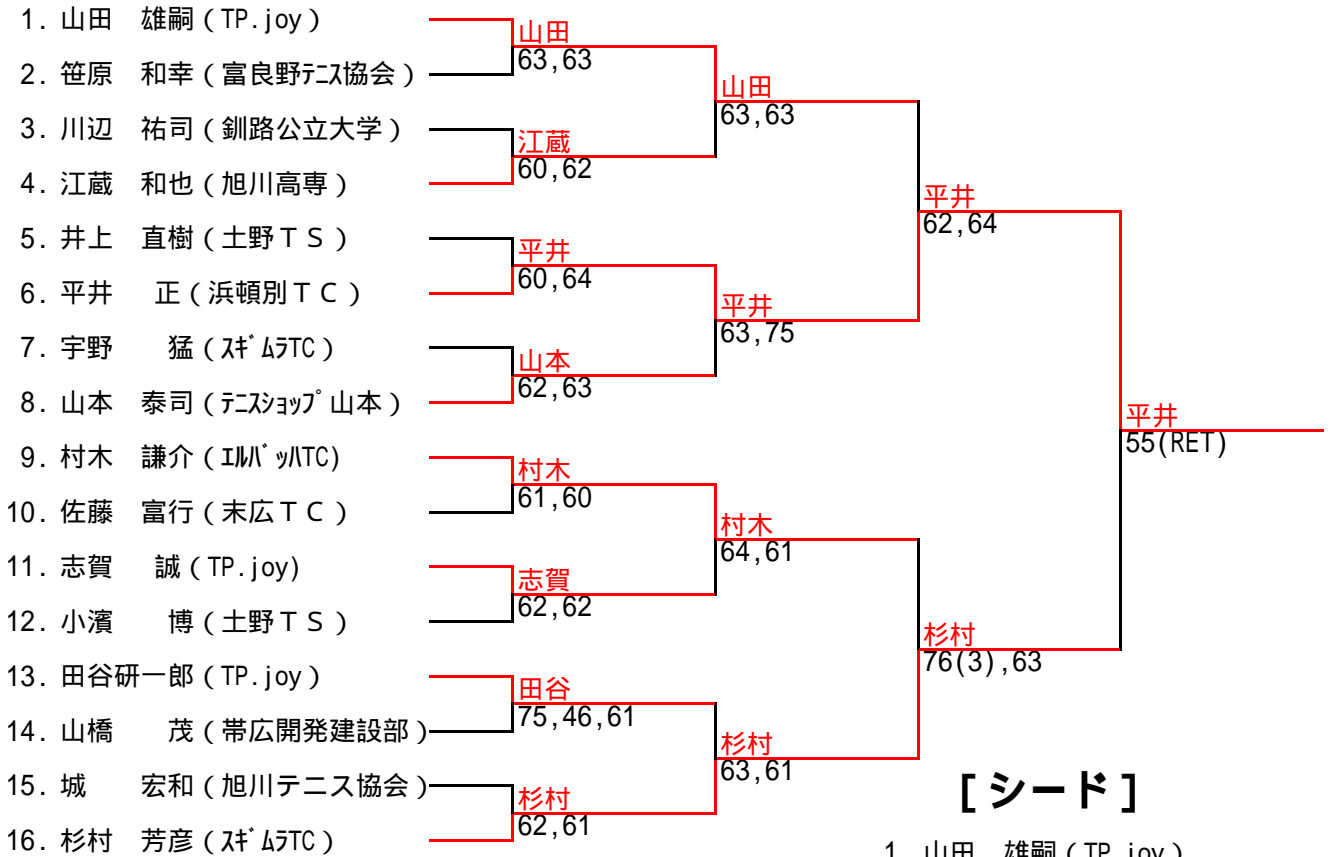 1. 山田　雄嗣 ( TP.joy )
2. 笹原　和幸 ( 富良野ﾃﾆｽ協会 )
3. 川辺　祐司 ( 釧路公立大学 )
4. 江蔵　和也 ( 旭川高専 )
5. 井上　直樹 ( 土野ＴＳ )
6. 平井　正 ( 浜頓別ＴＣ )
7. 宇野　猛 ( ｽｷﾞﾑﾗTC )
8. 山本　泰司 ( ﾃﾆｽｼｮｯﾌﾟ山本 )
9. 村木　謙介 ( ｴﾙﾊﾞｯﾊTC)
10. 佐藤　富行 ( 末広ＴＣ )
11. 志賀　誠 ( TP.joy)
12. 小濱　博 ( 土野ＴＳ )
13. 田谷研一郎 ( TP.joy )
14. 山橋　茂 ( 帯広開発建設部 )
15. 城　宏和 ( 旭川テニス協会 )
16. 杉村　芳彦 ( ｽｷﾞﾑﾗTC )
山田
63,63
江蔵
60,62
平井
60,64
山本
62,63
村木
61,60
志賀
62,62
田谷
75,46,61
杉村
62,61
山田
63,63
平井
63,75
村木
64,61
杉村
63,61
平井
62,64
杉村
76(3),63
平井
55(RET)
[ シード ]
1. 山田　雄嗣 ( TP.joy )